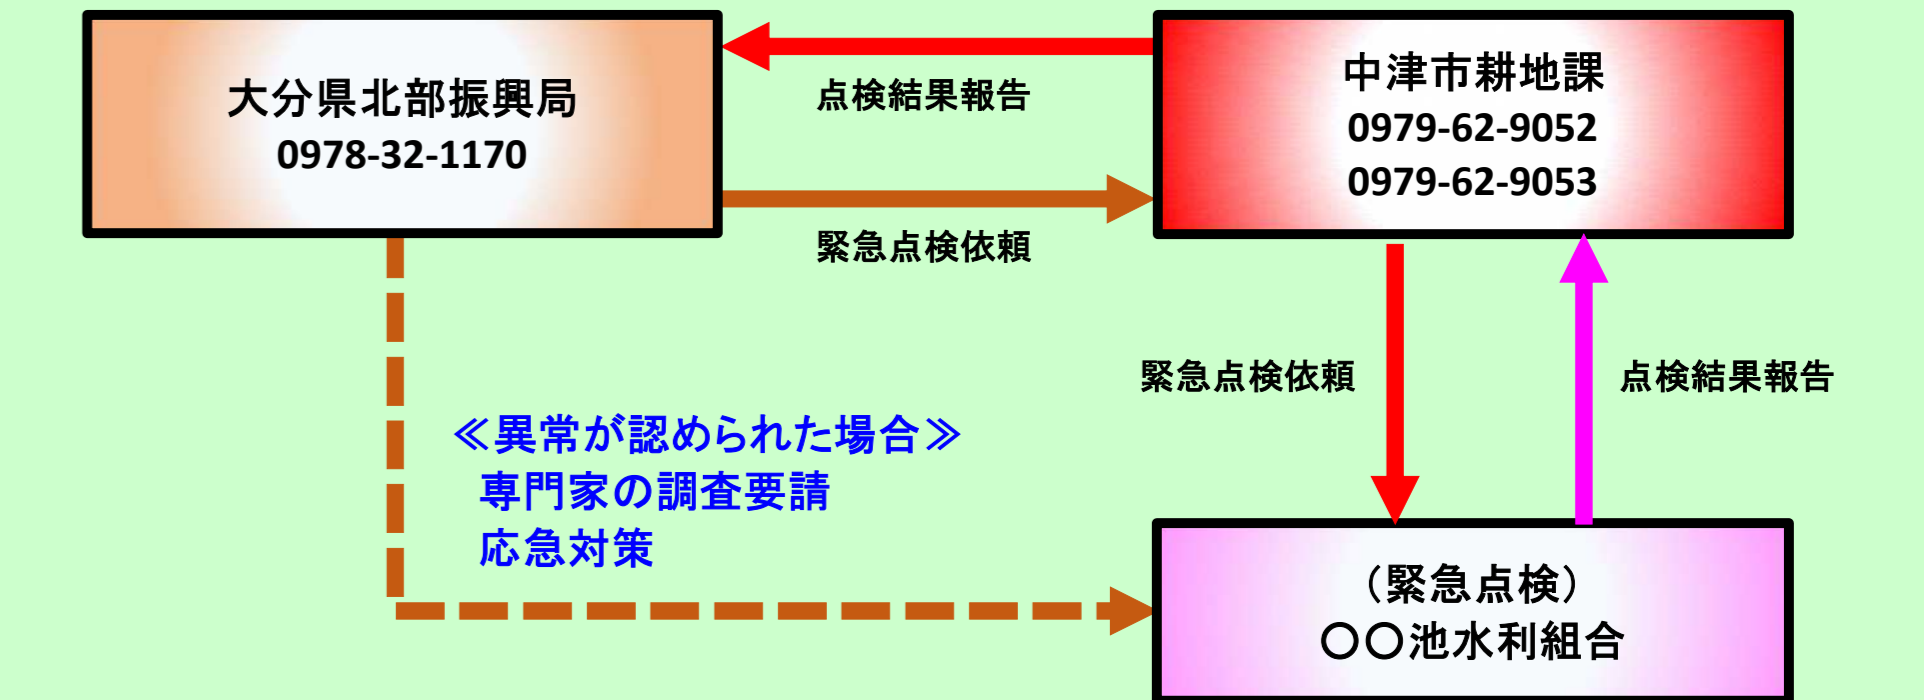 大分県北部振興局
0978-32-1170
点検結果報告
中津市耕地課
0979-62-9052
0979-62-9053
緊急点検依頼
緊急点検依頼
点検結果報告
≪異常が認められた場合≫
専門家の調査要請
応急対策
（緊急点検）
〇〇池水利組合